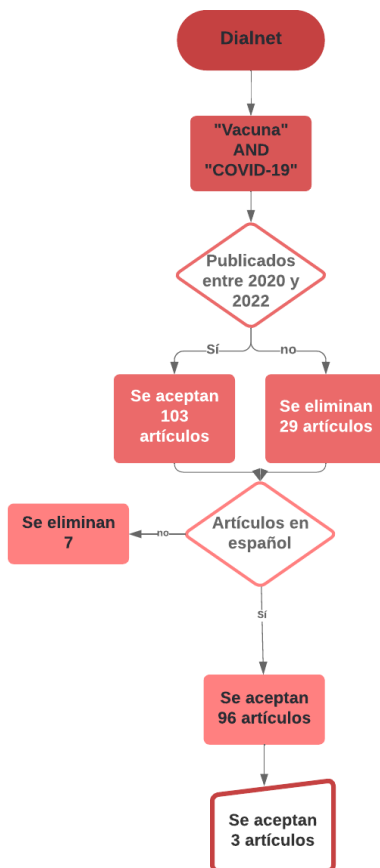 Dialnet
"Vacuna"
AND
"COVID-19"
Publicados
entre 2020 y
2022
Sí
no
Se aceptan
103
artículos
Se eliminan
29 artículos
Artículos en
español
no
Se eliminan
7
Sí
Se aceptan
96 artículos
Se aceptan
3 artículos